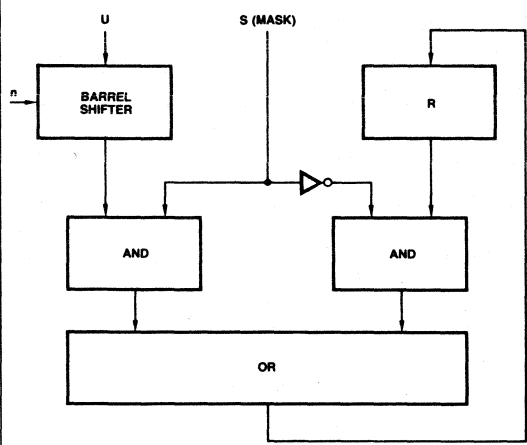 U
S (MASK)
n
BARREL
SHIFTER
R
AND
AND
OR